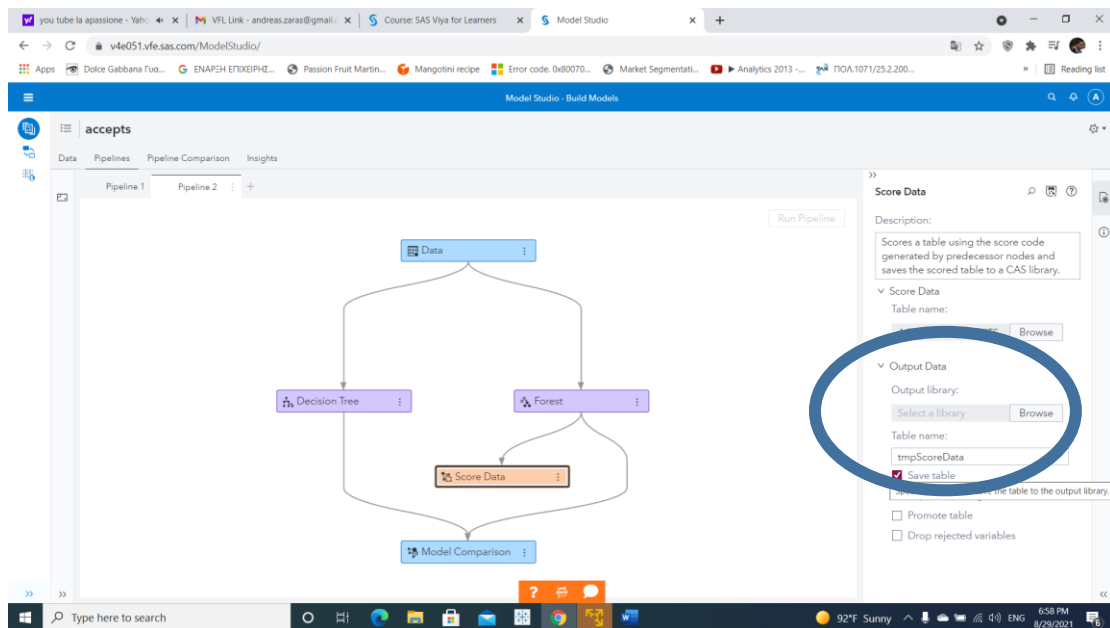 you tube la apassione - Yaho
VFL Link - andreas.zaras@gmail.c
Course: SAS Viya for Learners
Model Studio
v4e051.vfe.sas.com/ModelStudio/
Apps
Dolce Gabbana Γυα...
ΕΝΑΡΞΗ ΕΠΙΧΕΙΡΗΣ...
Passion Fruit Martin...
Mangotini recipe
Error code. 0x80070...
Market Segmentati...
Analytics 2013 -...
ΠΟΛ.1071/25.2.200...
Reading list
Model Studio - Build Models
A
accepts
Data
Pipelines
Pipeline Comparison
Insights
Pipeline 1
Pipeline 2
Run Pipeline
Data
Decision Tree
Forest
Score Data
Model Comparison
Score Data
Description:
Scores a table using the score code
generated by predecessor nodes and
saves the scored table to a CAS library.
Score Data
Table name:
Browse
Output Data
Output library:
Select a library
Browse
Table name:
tmpScoreData
Save table
the table to the output library.
Promote table
Drop rejected variables
Type here to search
92°F Sunny
ENG
6:58 PM
8/29/2021
6